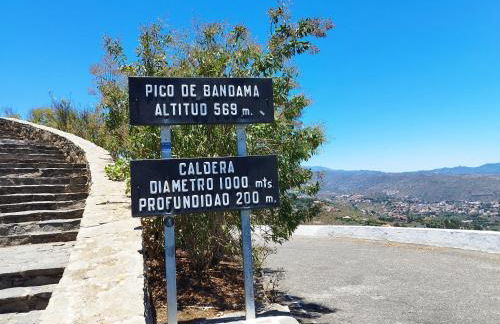 PICO DE BANDAMA
ALTITUD 569 m.
CALDERA
DIAMETRO 1000 mts.
PROFUNDIDAD 200 m.